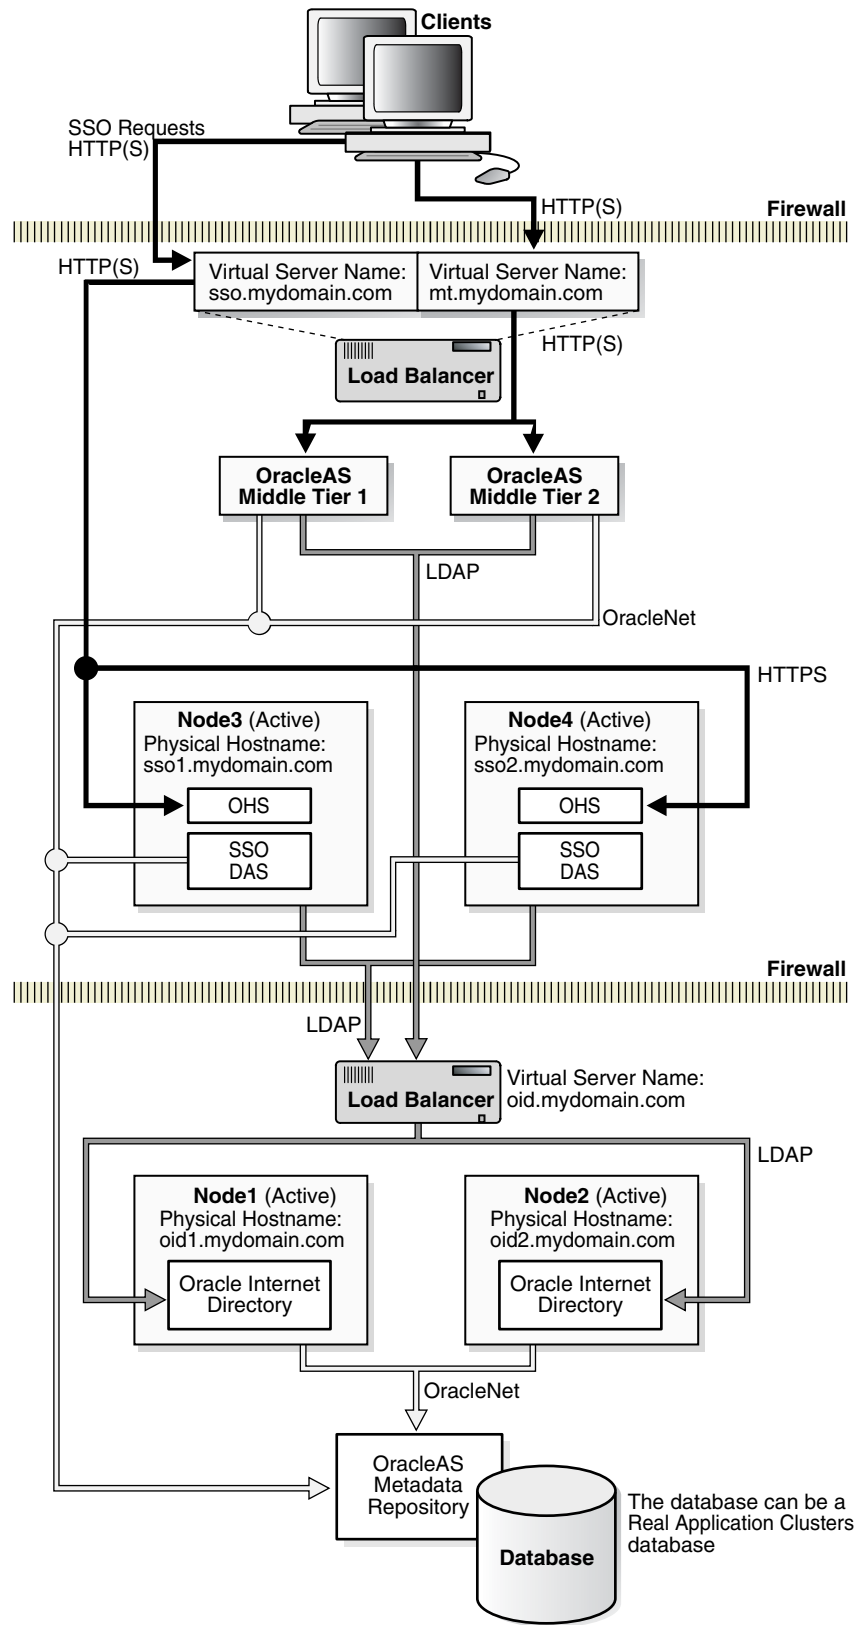 Clients
SSO Requests
HTTP(S)
HTTP(S)
Firewall
HTTP(S)
Virtual Server Name:
sso.mydomain.com
Virtual Server Name:
mt.mydomain.com
HTTP(S)
Load Balancer
OracleAS
Middle Tier 1
OracleAS
Middle Tier 2
LDAP
OracleNet
HTTPS
Node3 (Active)
Physical Hostname:
sso1.mydomain.com
OHS
SSO
DAS
Node4 (Active)
Physical Hostname:
sso2.mydomain.com
OHS
SSO
DAS
Firewall
LDAP
Load Balancer
Virtual Server Name:
oid.mydomain.com
LDAP
Node1 (Active)
Physical Hostname:
oid1.mydomain.com
Oracle Internet
Directory
Node2 (Active)
Physical Hostname:
oid2.mydomain.com
Oracle Internet
Directory
OracleNet
OracleAS
Metadata
Repository
Database
The database can be a
Real Application Clusters
database